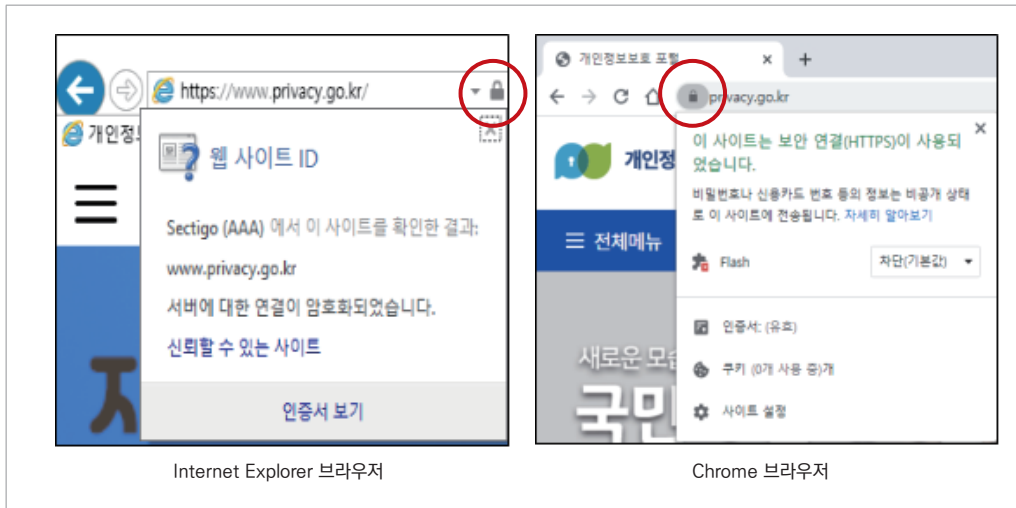 https://www.privacy.go.kr/
개인정
웹 사이트 ID
Sectigo (AAA) 에서 이 사이트를 확인한 결과:
www.privacy.go.kr
서버에 대한 연결이 암호화되었습니다.
신뢰할 수 있는 사이트
인증서 보기
Internet Explorer 브라우저
개인정보보호 포털
privacy.go.kr
개인정
전체메뉴
새로운 모습
국민
이 사이트는 보안 연결(HTTPS)이 사용되
었습니다.
비밀번호나 신용카드 번호 등의 정보는 비공개 상태
로 이 사이트에 전송됩니다. 자세히 알아보기
Flash
차단(기본값)
인증서: (유효)
쿠키 (0개 사용 중)개
사이트 설정
Chrome 브라우저